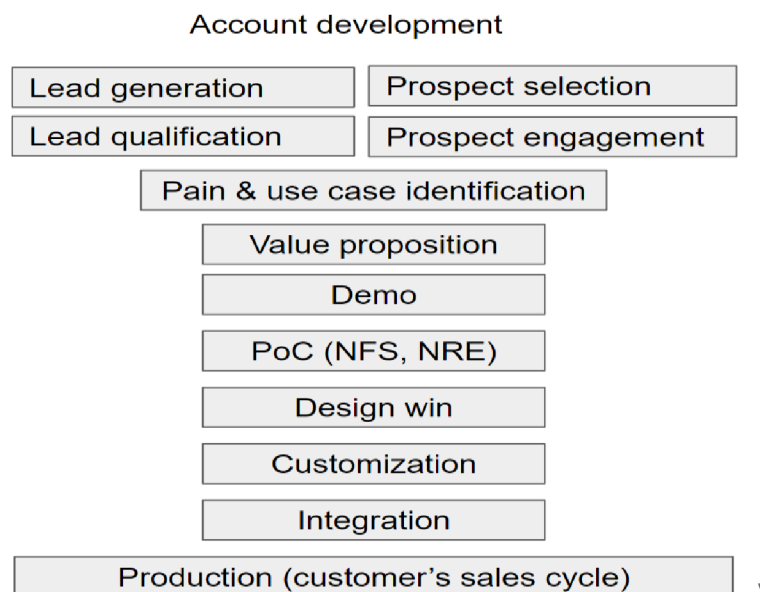 Account development
Lead generation
Prospect selection
Lead qualification
Prospect engagement
Pain & use case identification
Value proposition
Demo
PoC (NFS, NRE)
Design win
Customization
Integration
Production (customer’s sales cycle)